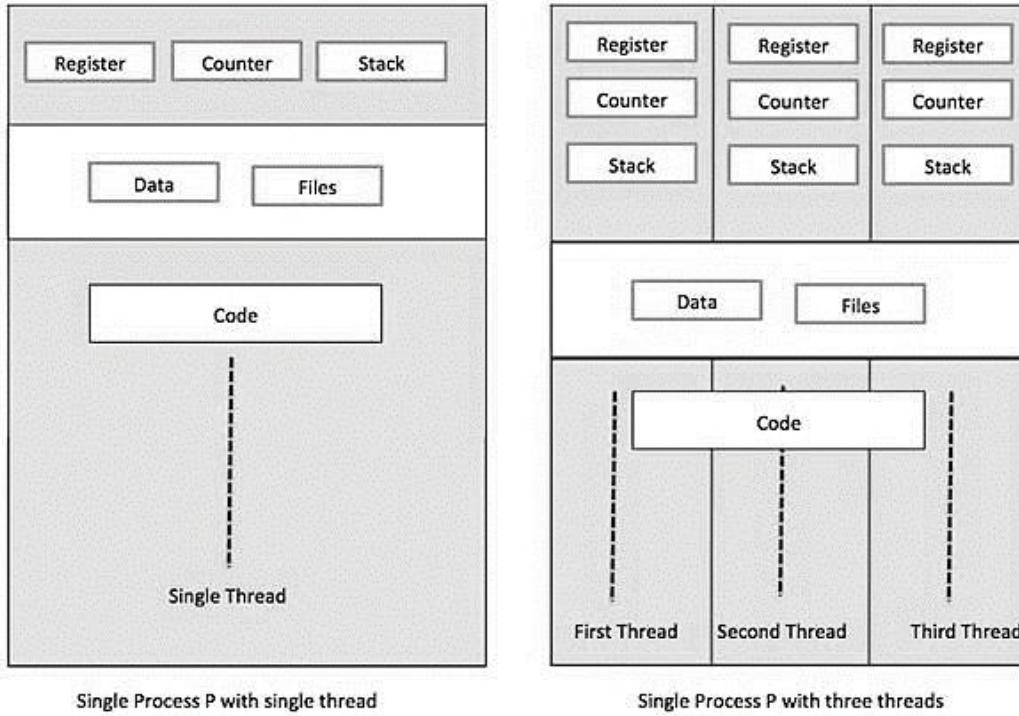 Register Counter Stack
Data Files
Code
Single Thread
Single Process P with single thread
Register Register Register
Counter Counter Counter
Stack Stack Stack
Data Files
Code
First Thread Second Thread Third Thread
Single Process P with three threads